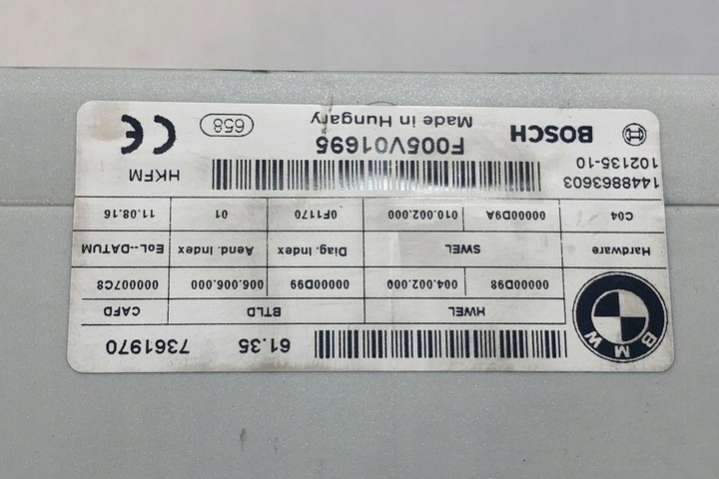 BMW 61.35 7361970
HWEL BTLD CAFD
00000D98 004.002.000 00000D99 006.006.000 000007C8
Hardware SWEL Diag. Index Aend. Index EoL--DATUM
C04 00000D9A 010.002.000 0F1170 01 11.08.16
1448863603 HKFM
102135-10
BOSCH F005V01695 CE
Made in Hungary 658